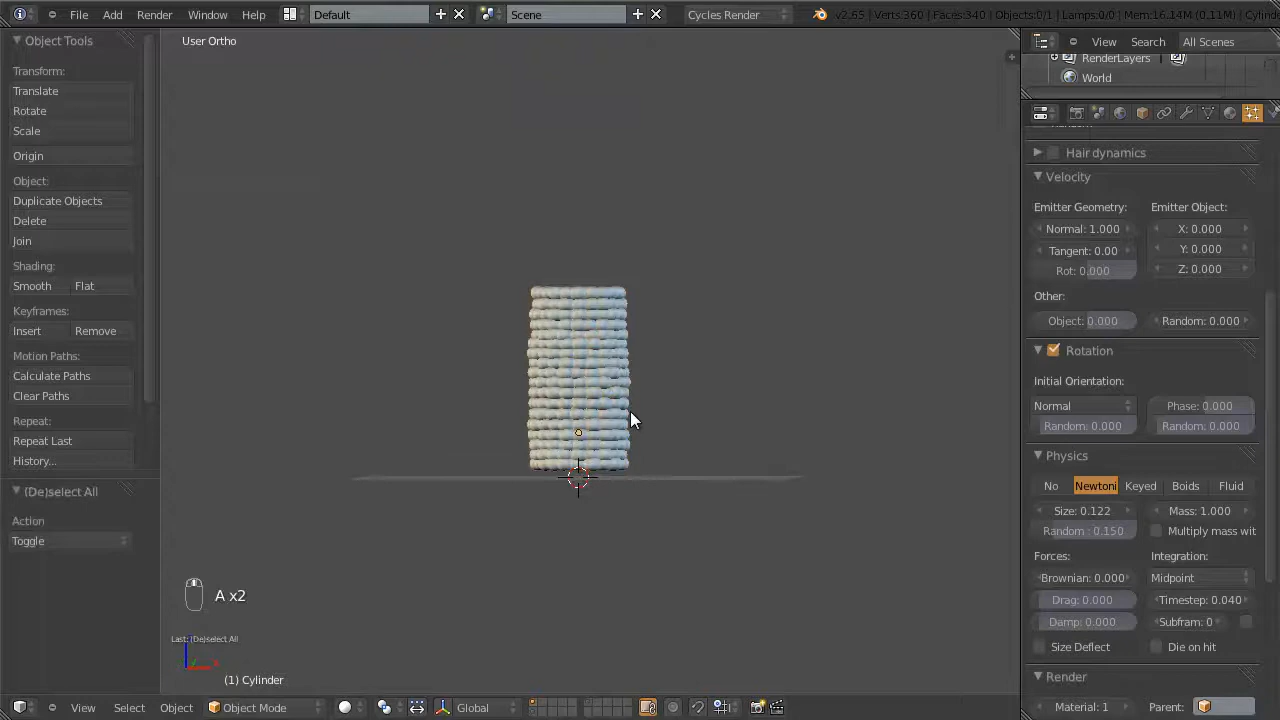 File Add Render Window Help Default Scene Cycles Render v2.65 | Verts:360 | Faces:340 | Objects:0/1 | Lamps:0/0 | Mem:16.14M (0.11M) | Cylind
Object Tools
Transform:
Translate
Rotate
Scale
Origin
Object:
Duplicate Objects
Delete
Join
Shading:
Smooth Flat
Keyframes:
Insert Remove
Motion Paths:
Calculate Paths
Clear Paths
Repeat:
Repeat Last
History...
(De)select All
Action
Toggle
User Ortho
A x2
Last: (De)select All
(1) Cylinder
View Select Object Object Mode Global
View Search All Scenes
RenderLayers
World
Hair dynamics
Velocity
Emitter Geometry: Emitter Object:
Normal: 1.000 X: 0.000
Tangent: 0.00 Y: 0.000
Rot: 0.000 Z: 0.000
Other:
Object: 0.000 Random: 0.000
Rotation
Initial Orientation:
Normal Phase: 0.000
Random: 0.000 Random: 0.000
Physics
No Newtoni Keyed Boids Fluid
Size: 0.122 Mass: 1.000
Random : 0.150 Multiply mass wit
Forces: Integration:
Brownian: 0.000 Midpoint
Drag: 0.000 Timestep: 0.040
Damp: 0.000 Subfram: 0
Size Deflect Die on hit
Render
Material: 1 Parent: